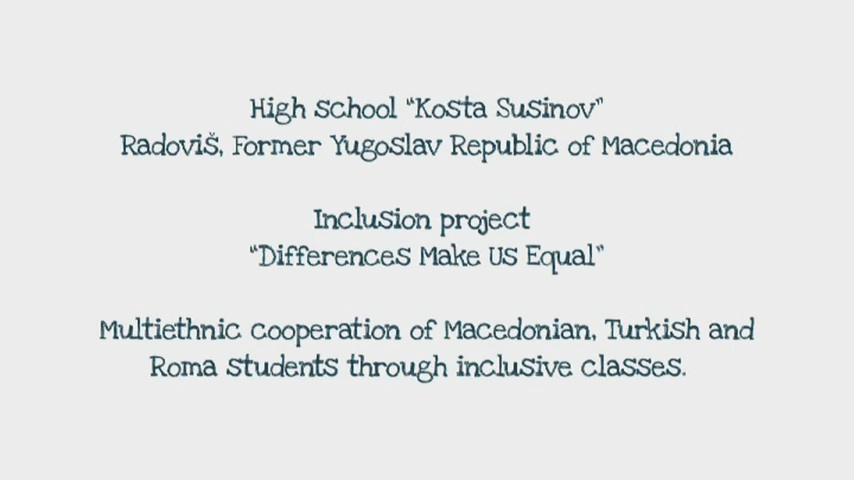 High school “Kosta Susinov”
Radoviš, Former Yugoslav Republic of Macedonia
Inclusion project
“Differences Make Us Equal”
Multiethnic cooperation of Macedonian, Turkish and
Roma students through inclusive classes.